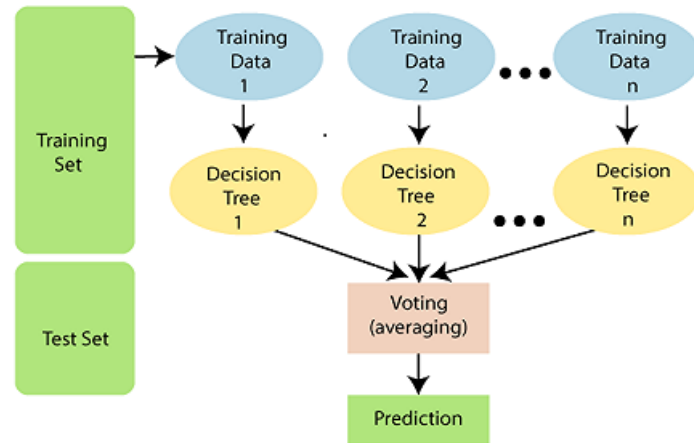 Training
Set
Training
Data
1
Training
Data
2
Training
Data
n
Decision
Tree
1
Decision
Tree
2
Decision
Tree
n
Test Set
Voting
(averaging)
Prediction